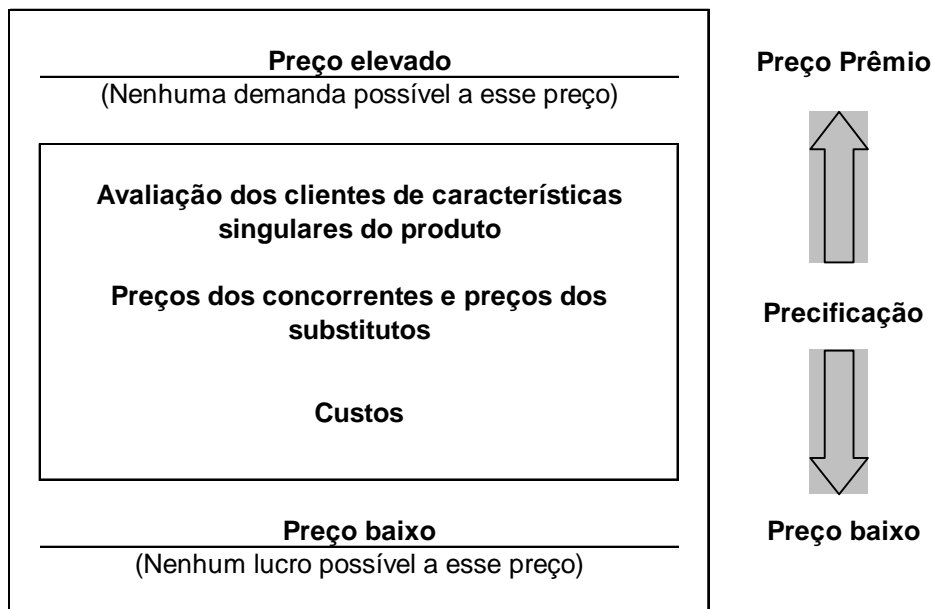 Preço elevado
(Nenhuma demanda possível a esse preço)
Avaliação dos clientes de características
singulares do produto
Preços dos concorrentes e preços dos
substitutos
Custos
Preço baixo
(Nenhum lucro possível a esse preço)
Preço Prêmio
Precificação
Preço baixo